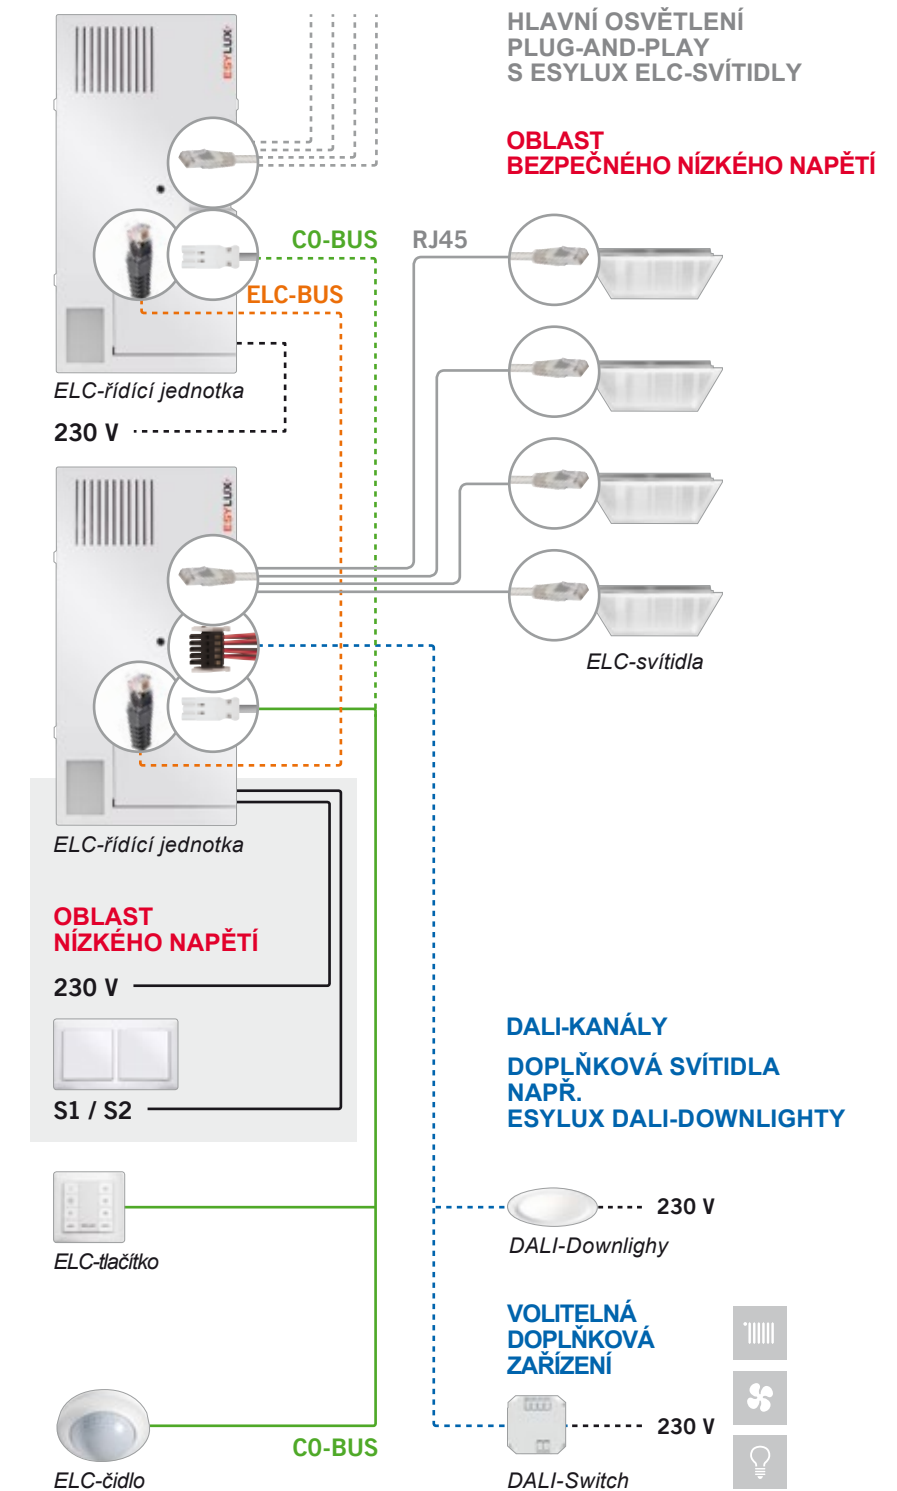 HLAVNÍ OSVĚTLENÍ
PLUG-AND-PLAY
S ESYLUX ELC-SVÍTIDLY
ESYLUX
OBLAST
BEZPEČNÉHO NÍZKÉHO NAPĚTÍ
C0-BUS
RJ45
ELC-BUS
ELC-řídící jednotka
230 V
ESYLUX
ELC-svítidla
ELC-řídící jednotka
OBLAST
NÍZKÉHO NAPĚTÍ
230 V
S1 / S2
DALI-KANÁLY
DOPLŇKOVÁ SVÍTIDLA
NAPŘ.
ESYLUX DALI-DOWNLIGHTY
230 V
DALI-Downlighy
ELC-tlačítko
VOLITELNÁ
DOPLŇKOVÁ
ZAŘÍZENÍ
230 V
C0-BUS
ELC-čidlo
DALI-Switch